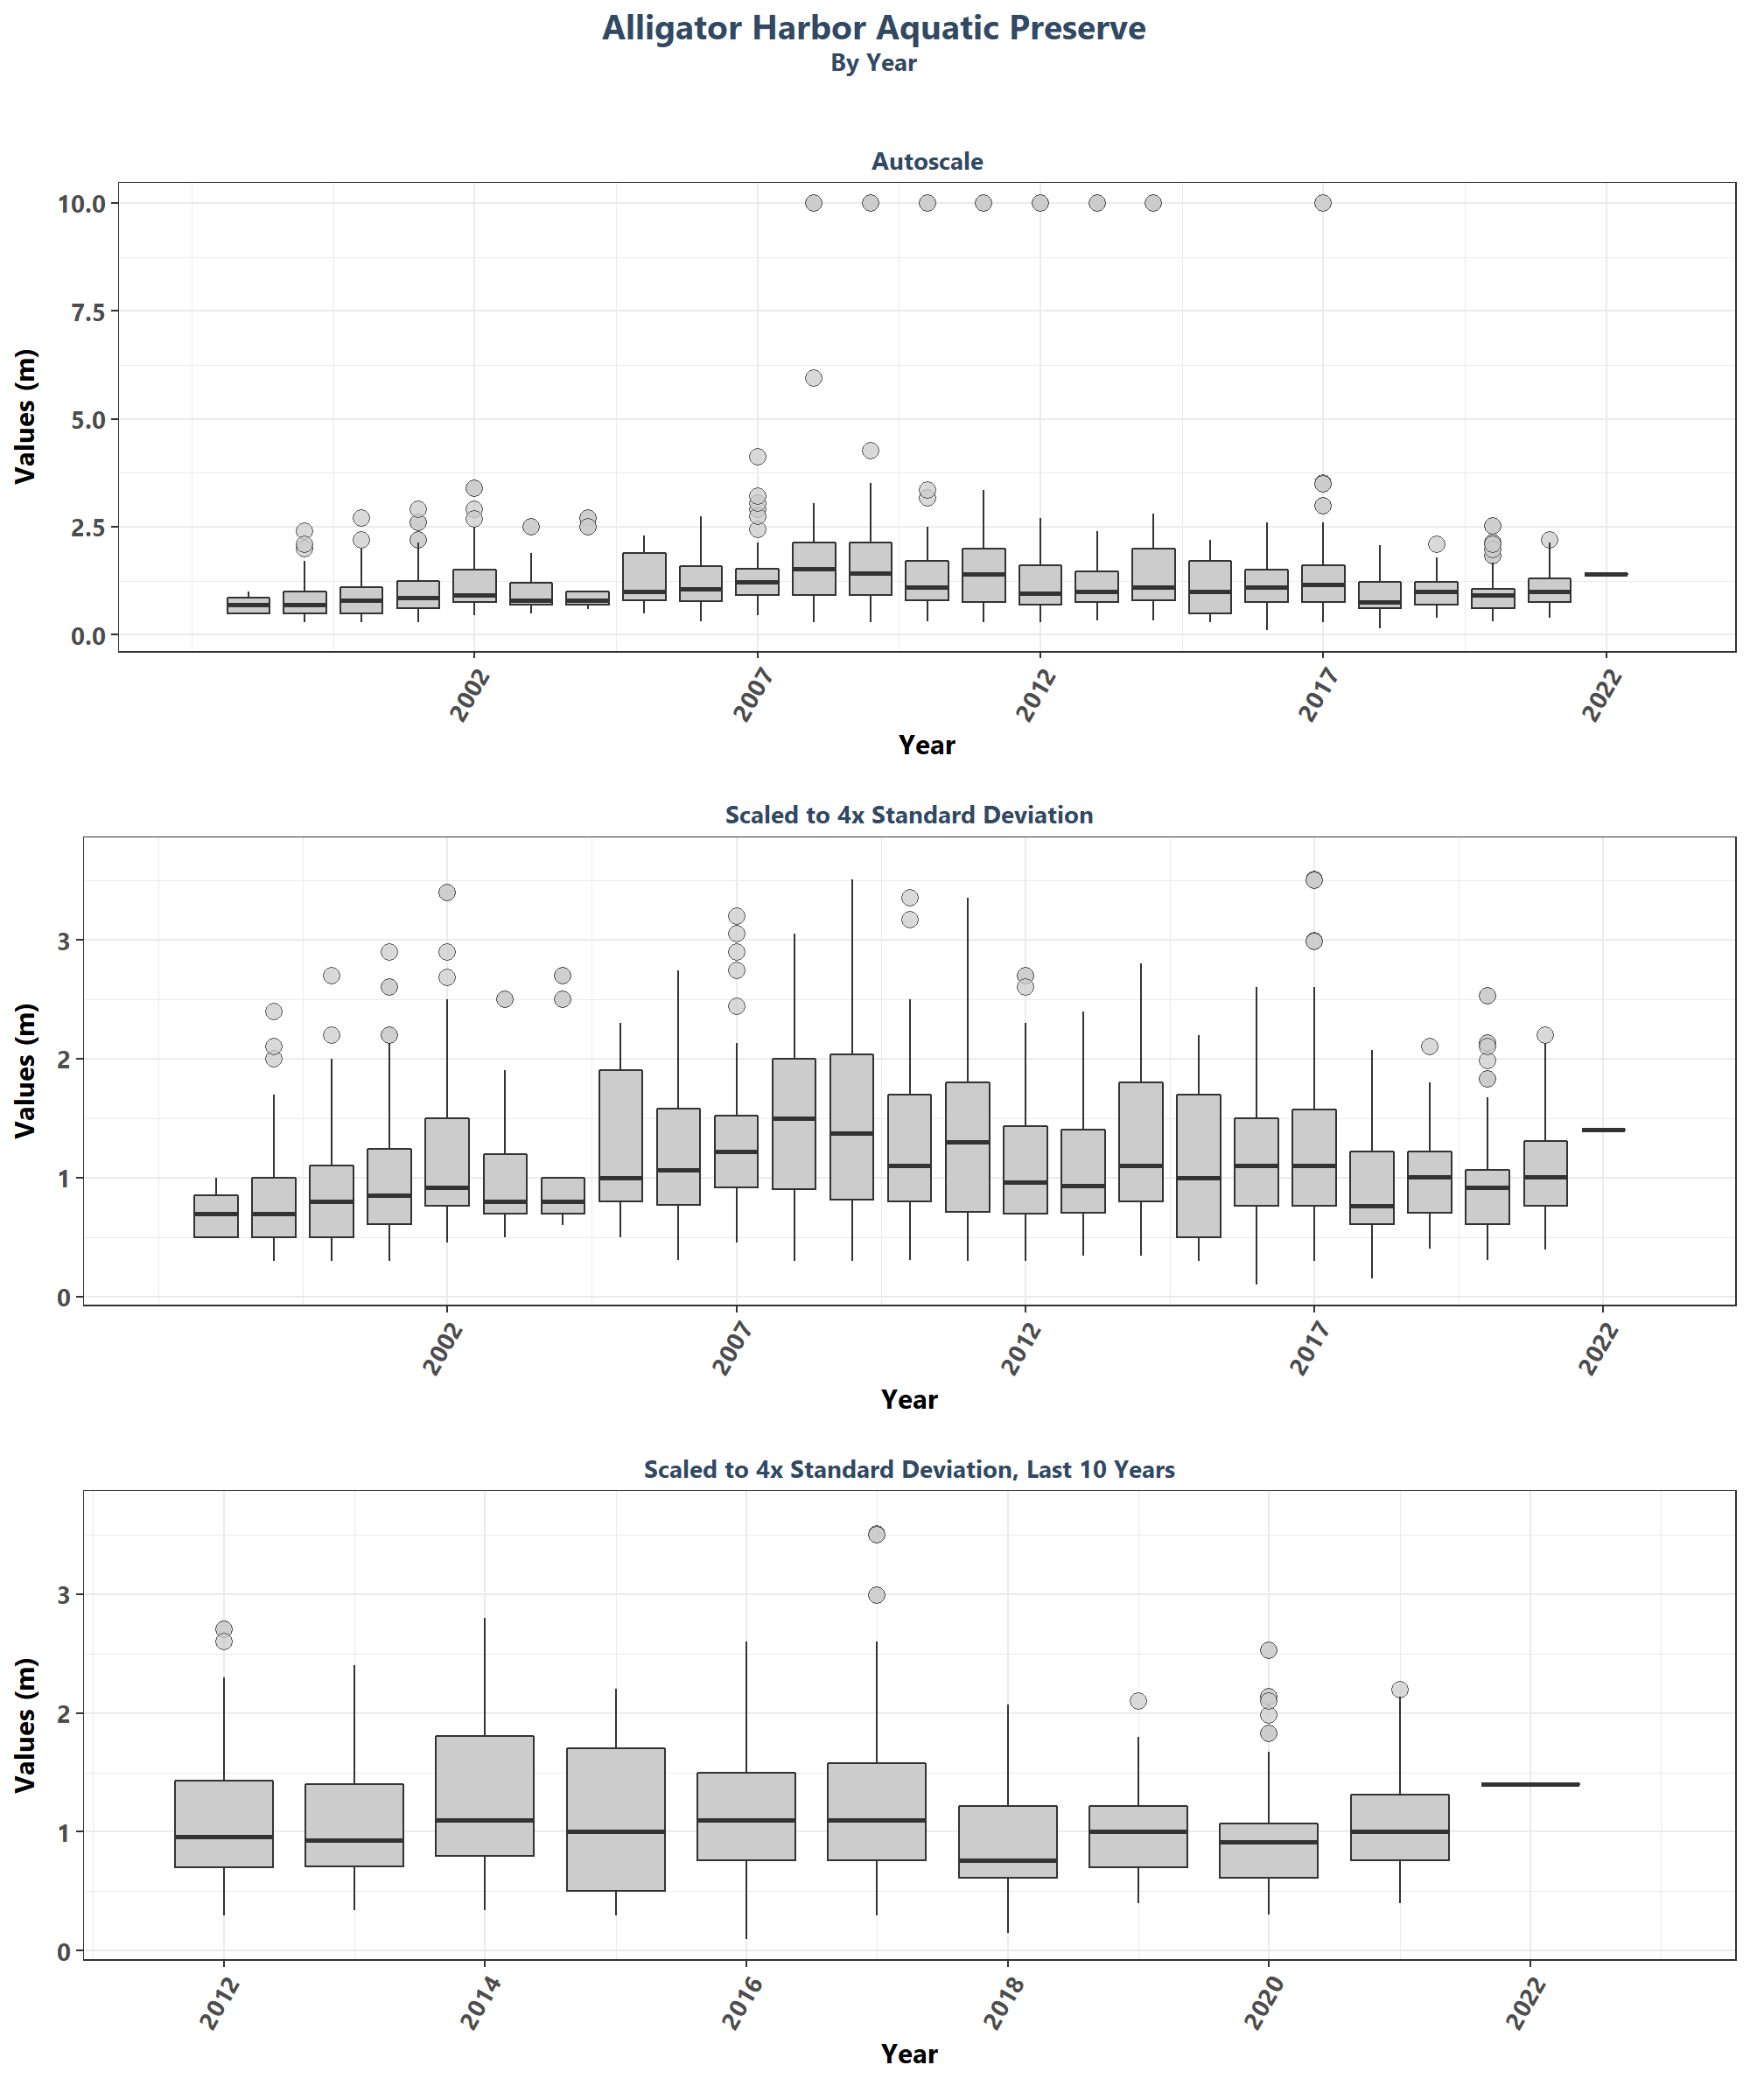 Alligator Harbor Aquatic Preserve
By Year
Autoscale
Values (m)
10.0
7.5
5.0
2.5
0.0
2002 2007 2012 2017 2022
Year
Scaled to 4x Standard Deviation
Values (m)
3
2
1
0
2002 2007 2012 2017 2022
Year
Scaled to 4x Standard Deviation, Last 10 Years
Values (m)
3
2
1
0
2012 2014 2016 2018 2020 2022
Year